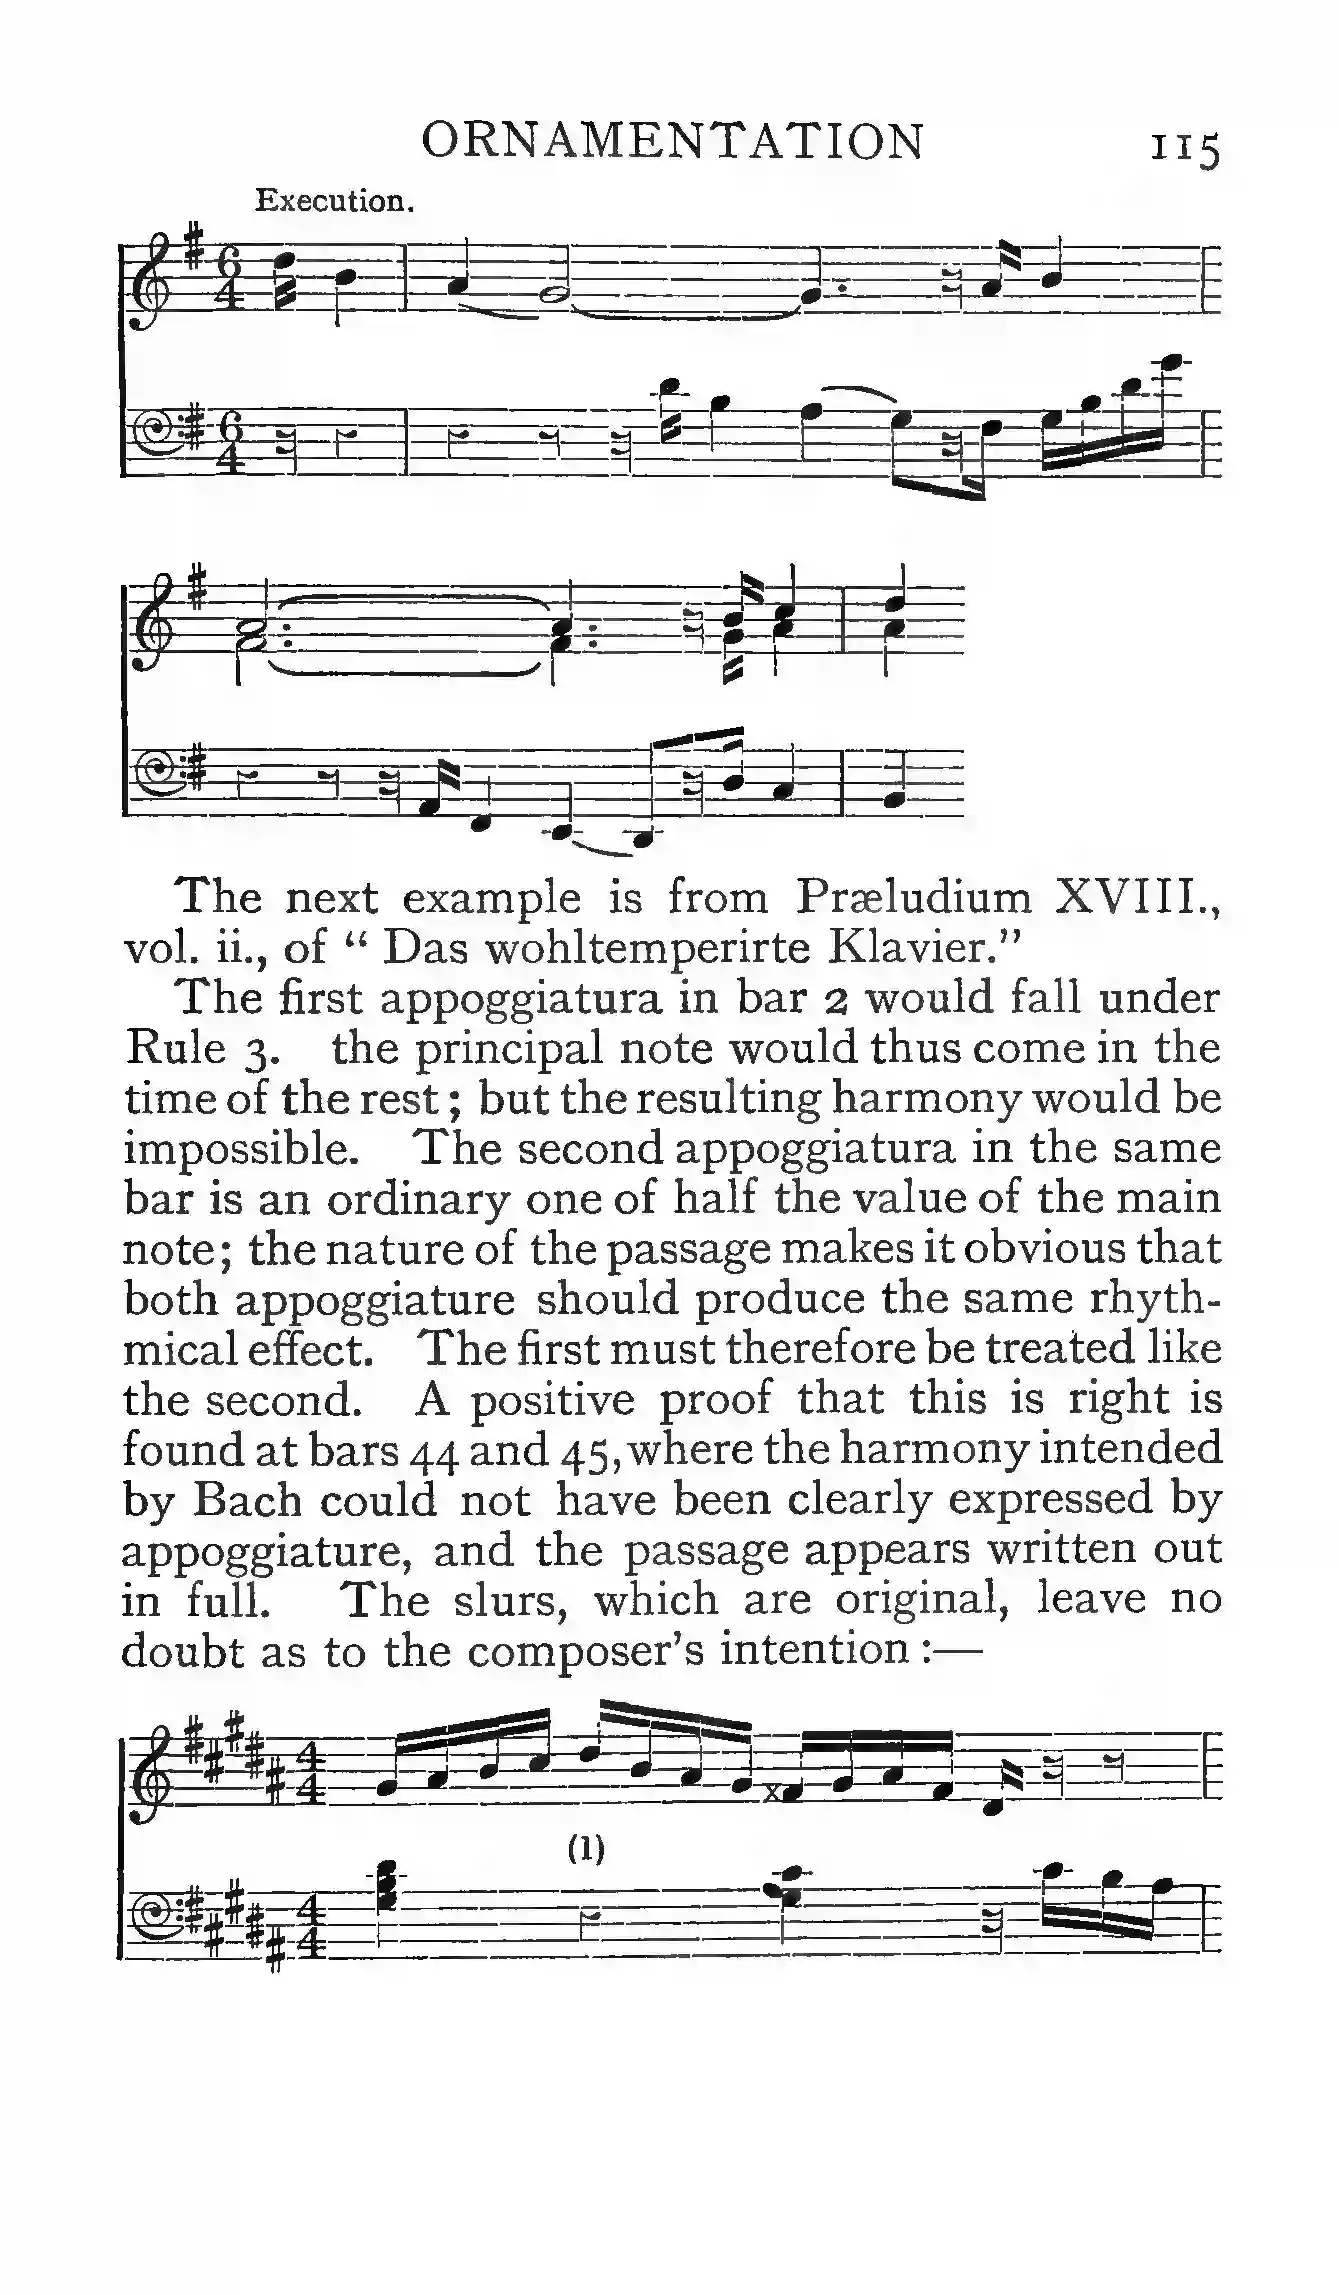 ORNAMENTATION 115
Execution.
6
4
6
4
The next example is from Præludium XVIII.,
vol. ii., of “ Das wohltemperirte Klavier.”
The first appoggiatura in bar 2 would fall under
Rule 3. the principal note would thus come in the
time of the rest; but the resulting harmony would be
impossible. The second appoggiatura in the same
bar is an ordinary one of half the value of the main
note; the nature of the passage makes it obvious that
both appoggiature should produce the same rhyth-
mical effect. The first must therefore be treated like
the second. A positive proof that this is right is
found at bars 44 and 45, where the harmony intended
by Bach could not have been clearly expressed by
appoggiature, and the passage appears written out
in full. The slurs, which are original, leave no
doubt as to the composer’s intention :—
4
4
(1)
4
4